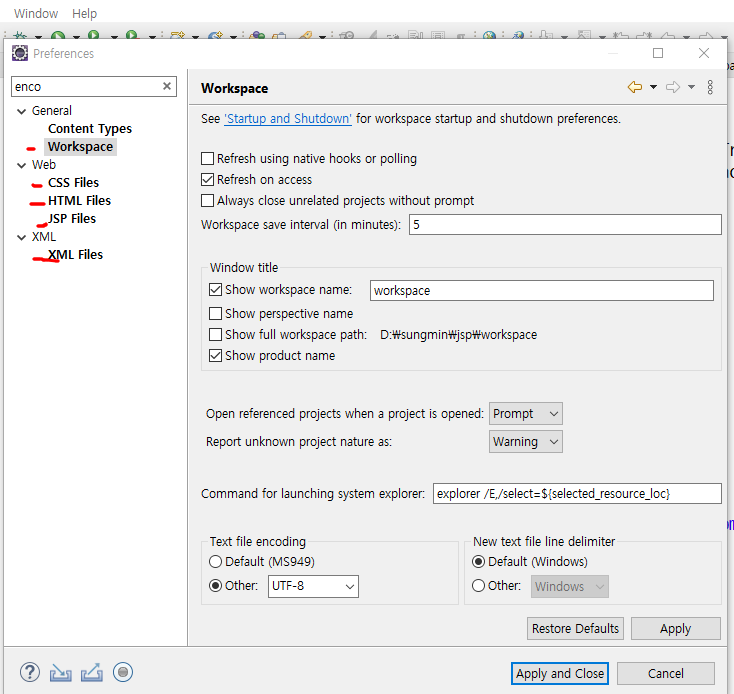 Window Help
Preferences
enco
General
Content Types
Workspace
Web
CSS Files
HTML Files
JSP Files
XML
XML Files
Workspace
See 'Startup and Shutdown' for workspace startup and shutdown preferences.
Refresh using native hooks or polling
Refresh on access
Always close unrelated projects without prompt
Workspace save interval (in minutes): 5
Window title
Show workspace name: workspace
Show perspective name
Show full workspace path: D:₩sungmin₩jsp₩workspace
Show product name
Open referenced projects when a project is opened: Prompt
Report unknown project nature as: Warning
Command for launching system explorer: explorer /E,/select=${selected_resource_loc}
Text file encoding
Default (MS949)
Other: UTF-8
New text file line delimiter
Default (Windows)
Other: Windows
Restore Defaults Apply
Apply and Close Cancel